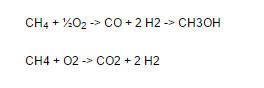 CH₄ + ½O₂ -> CO + 2 H2 -> CH3OH
CH4 + O2 -> CO2 + 2 H2